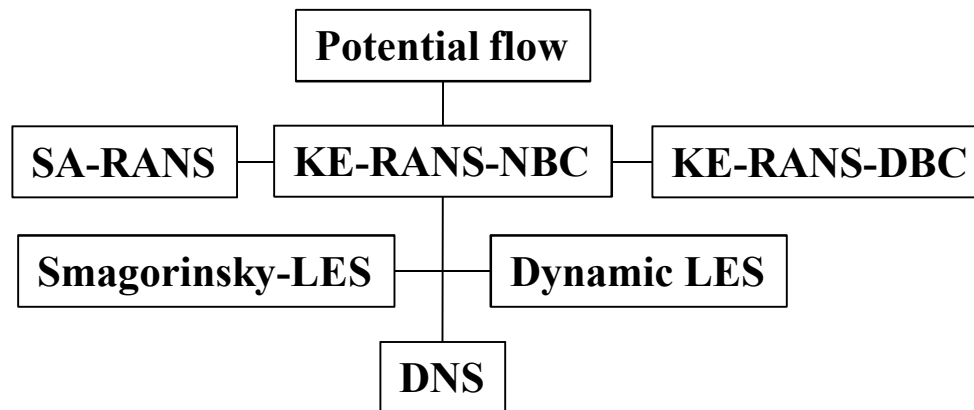 Potential flow
SA-RANS
KE-RANS-NBC
KE-RANS-DBC
Smagorinsky-LES
Dynamic LES
DNS